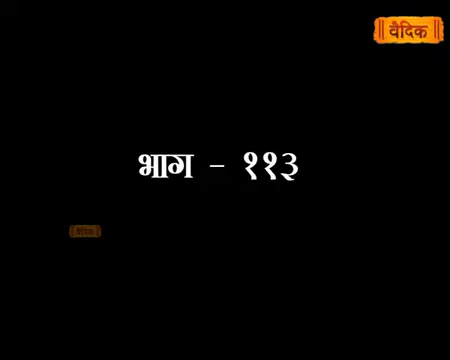 ॥ वैदिक ॥
भाग - ११३
वैदिक